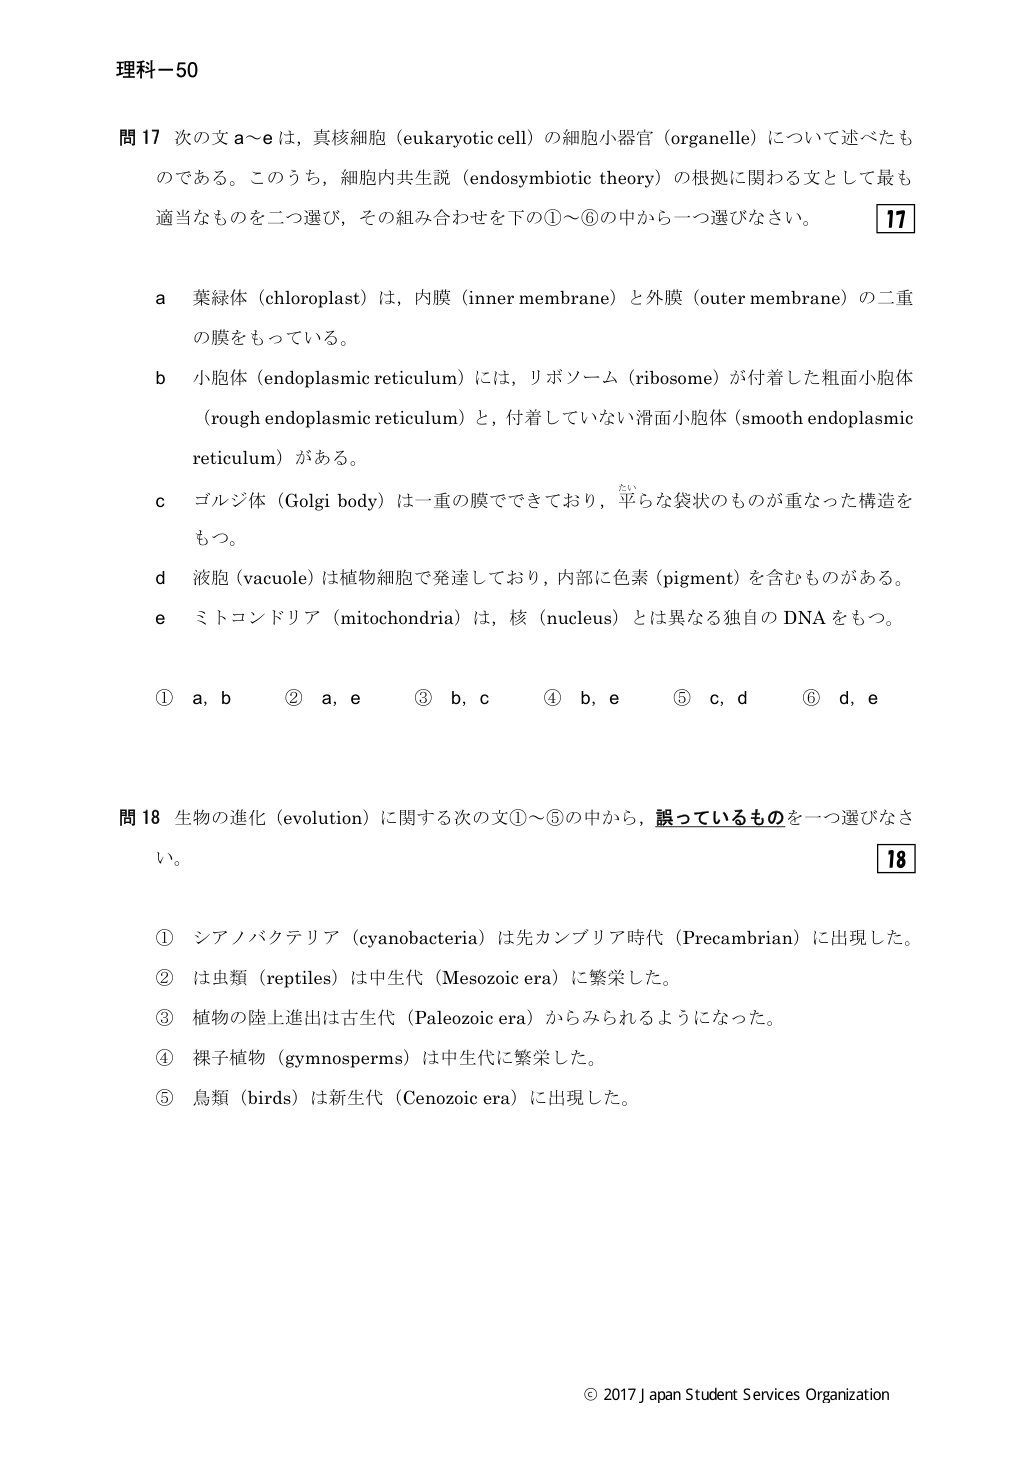 理科－50
問 17 次の文 a～e は，真核細胞（eukaryotic cell）の細胞小器官（organelle）について述べたも
のである。このうち，細胞内共生説（endosymbiotic theory）の根拠に関わる文として最も
適当なものを二つ選び，その組み合わせを下の①～⑥の中から一つ選びなさい。 17
a 葉緑体（chloroplast）は，内膜（inner membrane）と外膜（outer membrane）の二重
の膜をもっている。
b 小胞体（endoplasmic reticulum）には，リボソーム（ribosome）が付着した粗面小胞体
（rough endoplasmic reticulum）と，付着していない滑面小胞体（smooth endoplasmic
reticulum）がある。
たい
c ゴルジ体（Golgi body）は一重の膜でできており，平らな袋状のものが重なった構造を
もつ。
d 液胞（vacuole）は植物細胞で発達しており，内部に色素（pigment）を含むものがある。
e ミトコンドリア（mitochondria）は，核（nucleus）とは異なる独自の DNA をもつ。
① a，b ② a，e ③ b，c ④ b，e ⑤ c，d ⑥ d，e
問 18 生物の進化（evolution）に関する次の文①～⑤の中から，誤っているものを一つ選びなさ
い。 18
① シアノバクテリア（cyanobacteria）は先カンブリア時代（Precambrian）に出現した。
② は虫類（reptiles）は中生代（Mesozoic era）に繁栄した。
③ 植物の陸上進出は古生代（Paleozoic era）からみられるようになった。
④ 裸子植物（gymnosperms）は中生代に繁栄した。
⑤ 鳥類（birds）は新生代（Cenozoic era）に出現した。
© 2017 Japan Student Services Organization